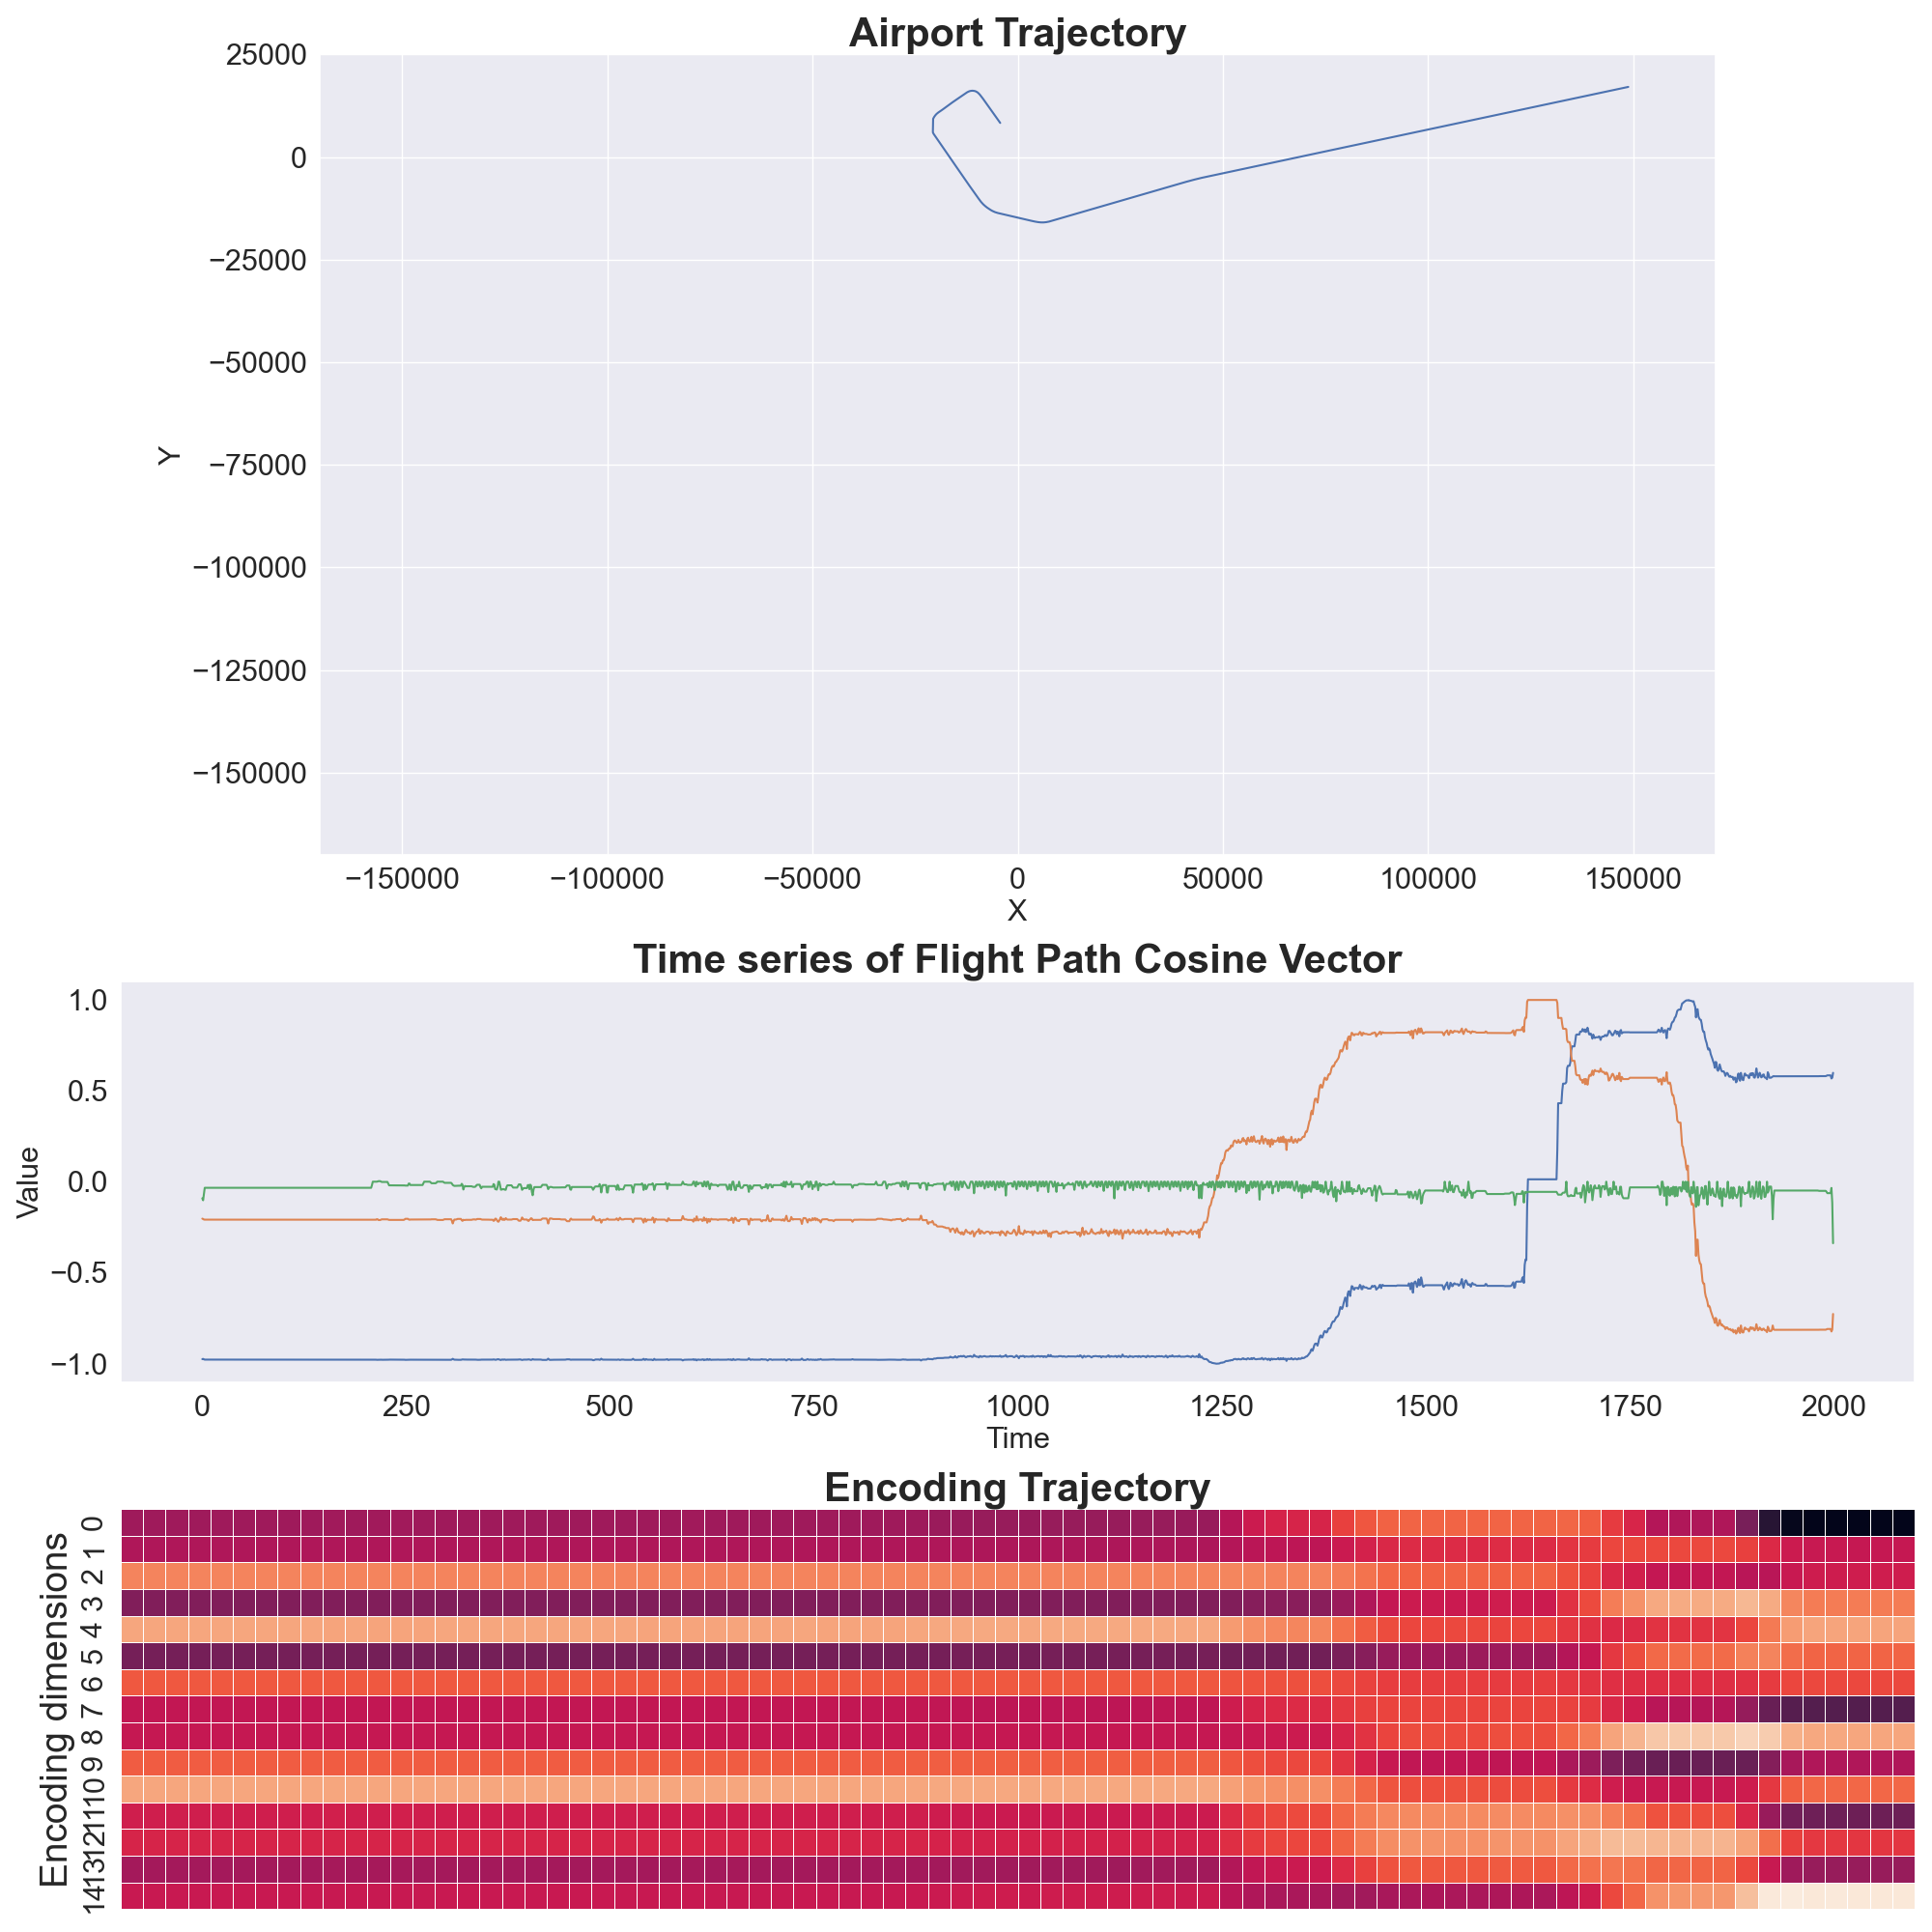 Airport Trajectory
25000
0
−25000
−50000
−75000
−100000
−125000
−150000
Y
−150000 −100000 −50000 0 50000 100000 150000
X
Time series of Flight Path Cosine Vector
1.0
0.5
0.0
−0.5
−1.0
Value
0 250 500 750 1000 1250 1500 1750 2000
Time
Encoding Trajectory
Encoding dimensions
0
1
2
3
4
5
6
7
8
9
10
11
12
13
14